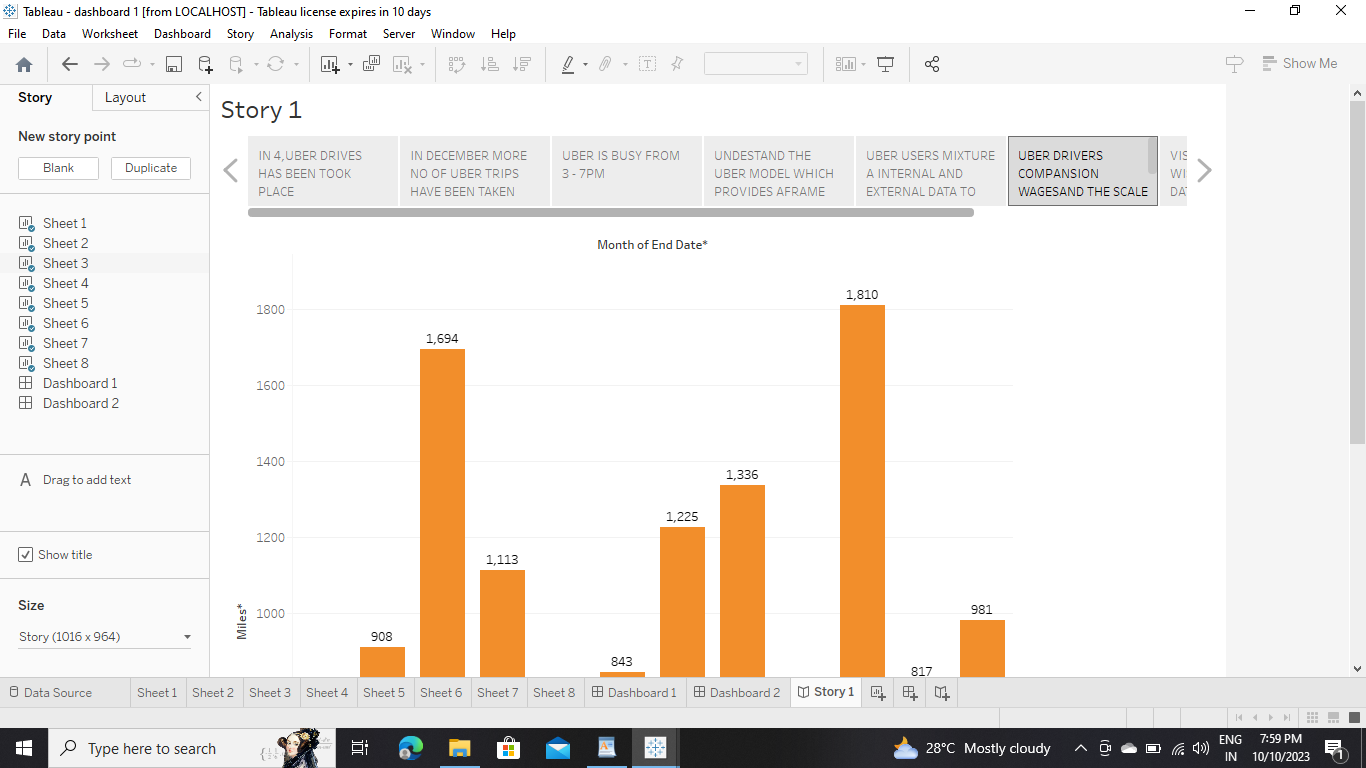 Tableau - dashboard 1 [from LOCALHOST] - Tableau license expires in 10 days
File Data Worksheet Dashboard Story Analysis Format Server Window Help
Show Me
Story Layout
New story point
Blank Duplicate
Sheet 1
Sheet 2
Sheet 3
Sheet 4
Sheet 5
Sheet 6
Sheet 7
Sheet 8
Dashboard 1
Dashboard 2
A Drag to add text
Show title
Size
Story (1016 x 964)
Story 1
IN 4,UBER DRIVES
HAS BEEN TOOK
PLACE
IN DECEMBER MORE
NO OF UBER TRIPS
HAVE BEEN TAKEN
UBER IS BUSY FROM
3 - 7PM
UNDESTAND THE
UBER MODEL WHICH
PROVIDES AFRAME
UBER USERS MIXTURE
A INTERNAL AND
EXTERNAL DATA TO
UBER DRIVERS
COMPANSION
WAGESAND THE SCALE
VIS
WI
DA
Month of End Date*
Miles*
1800
1600
1400
1200
1000
908
1,694
1,113
843
1,225
1,336
1,810
817
981
Data Source Sheet 1 Sheet 2 Sheet 3 Sheet 4 Sheet 5 Sheet 6 Sheet 7 Sheet 8 Dashboard 1 Dashboard 2 Story 1
Type here to search
28°C Mostly cloudy
ENG
IN
7:59 PM
10/10/2023
1